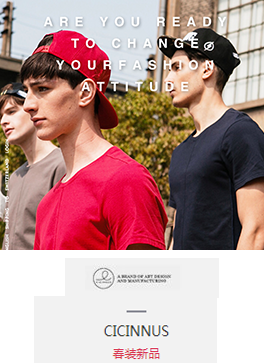 ARE YOU READY
TO CHANGE
YOURFASHION
ATTITUDE
A BRAND OF ART DESIGN
AND MANUFACTURING
CICINNUS
春装新品